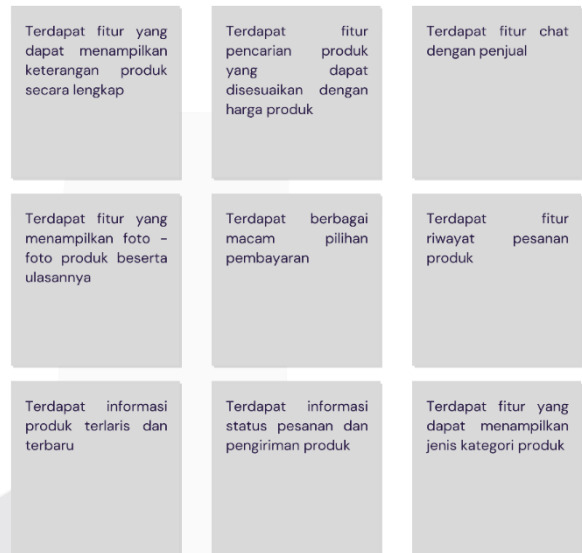 Terdapat fitur yang
dapat menampilkan
keterangan produk
secara lengkap
Terdapat fitur
pencarian produk
yang dapat
disesuaikan dengan
harga produk
Terdapat fitur chat
dengan penjual
Terdapat fitur yang
menampilkan foto -
foto produk beserta
ulasannya
Terdapat berbagai
macam pilihan
pembayaran
Terdapat fitur
riwayat pesanan
produk
Terdapat informasi
produk terlaris dan
terbaru
Terdapat informasi
status pesanan dan
pengiriman produk
Terdapat fitur yang
dapat menampilkan
jenis kategori produk